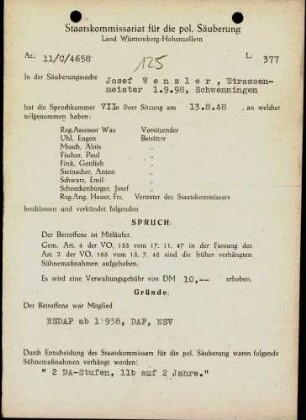 Staatskommissariat für die pol. Säuberung
Land Württemberg-Hohenzollern
Az.: 11/C/4658
L: 377
125
In der Säuberungssache Josef Wenzler, Strassen-
meister 1.9.98, Schwenningen
hat die Spruchkammer VII in ihrer Sitzung am 13.8.48, an welcher
teilgenommen haben:
Reg.Assessor Wax Vorsitzender
Uhl, Eugen Beisitzer
Musch, Alois "
Fischer, Paul "
Fink, Gottlieb "
Steinacher, Anton "
Schwarz, Emil "
Schneckenburger, Josef "
Reg.Ang. Heuer, Fr. Vertreter des Staatskommissars
beschlossen und verkündet folgenden
SPRUCH:
Der Betroffene ist Mitläufer.
Gem. Art. 4 der VO. 133 vom 17. 11. 47 in der Fassung des
Art. 2 der VO. 165 vom 13. 7. 48 sind die früher verhängten
Sühnemaßnahmen aufgehoben.
Es wird eine Verwaltungsgebühr von DM 10,-- erhoben.
Gründe:
Der Betroffene war Mitglied
NSDAP ab 1938, DAF, NSV
Durch Entscheidung des Staatskommissars für die pol. Säuberung waren folgende
Sühnemaßnahmen verhängt worden:
" 2 DA-Stufen, 11b auf 2 Jahre."